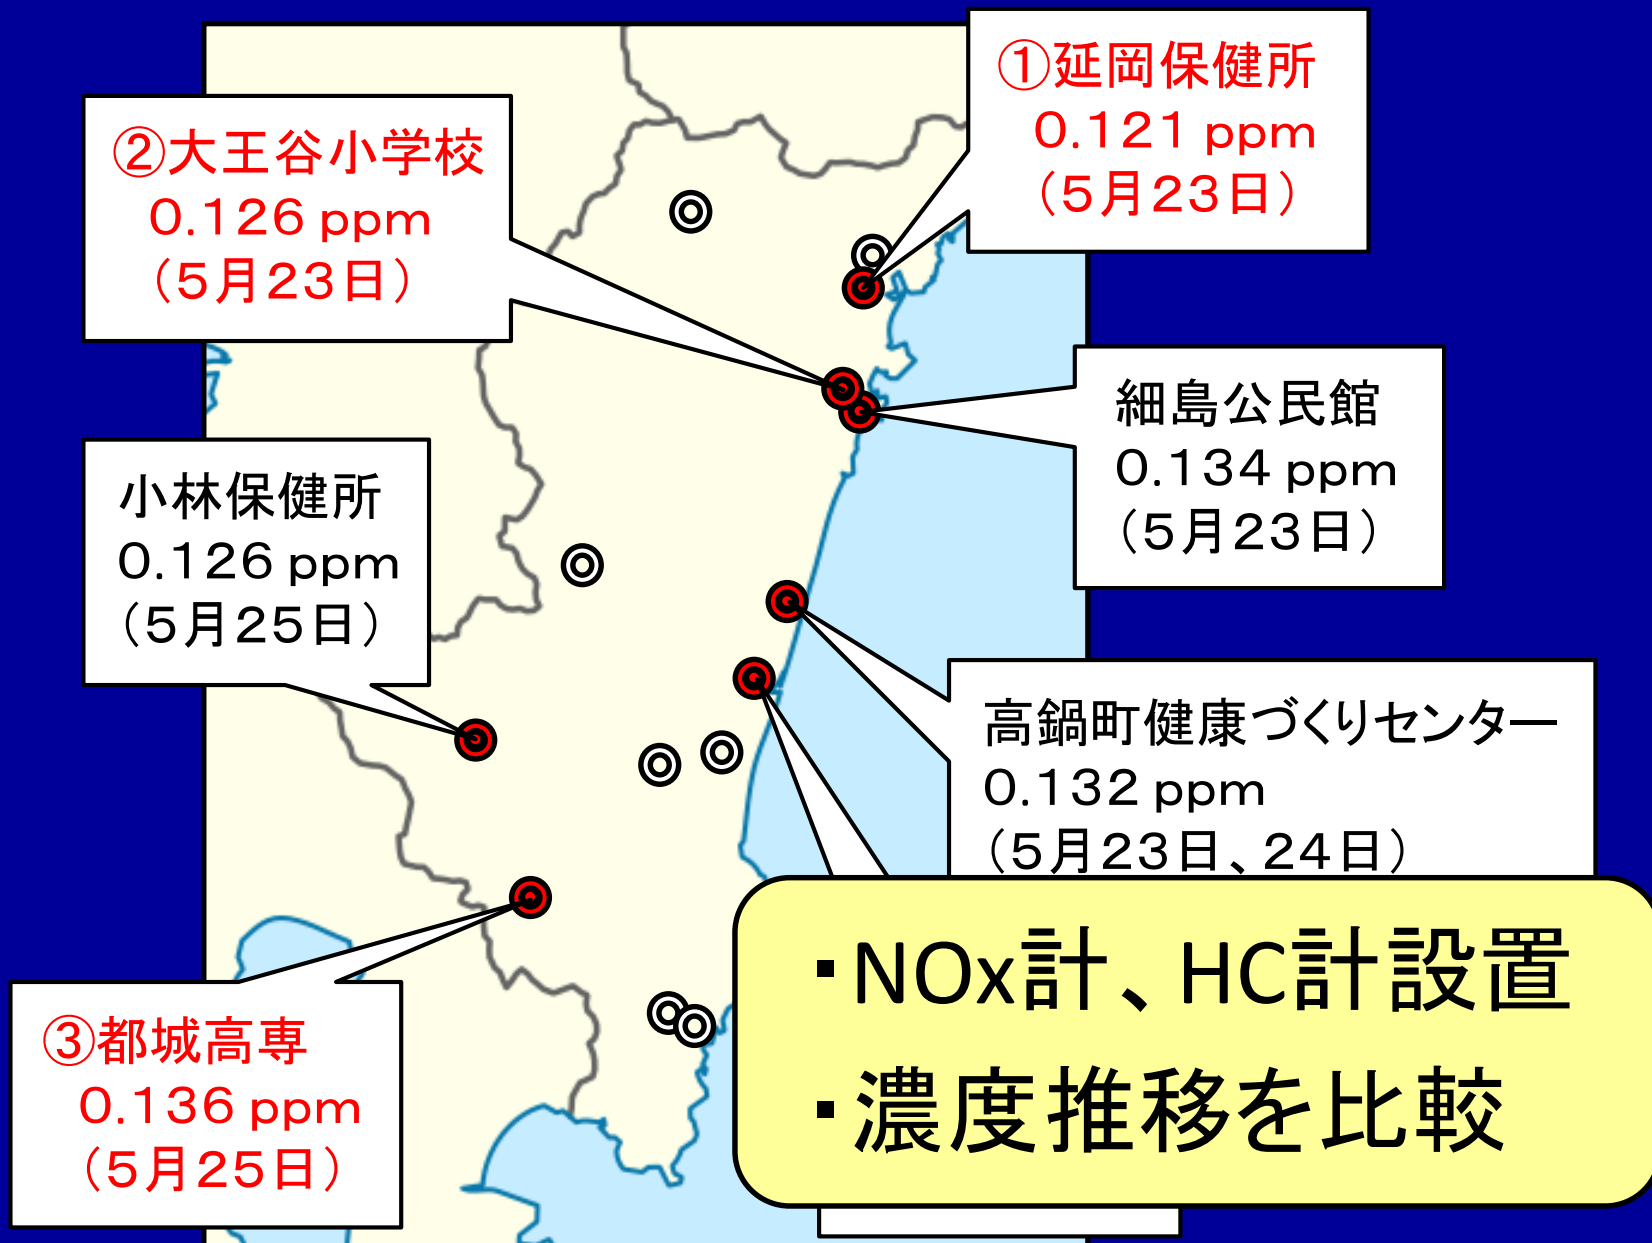 ①延岡保健所
0.121 ppm
（5月23日）
②大王谷小学校
0.126 ppm
（5月23日）
細島公民館
0.134 ppm
（5月23日）
小林保健所
0.126 ppm
（5月25日）
高鍋町健康づくりセンター
0.132 ppm
（5月23日、24日）
③都城高専
0.136 ppm
（5月25日）
・NOx計、HC計設置
・濃度推移を比較